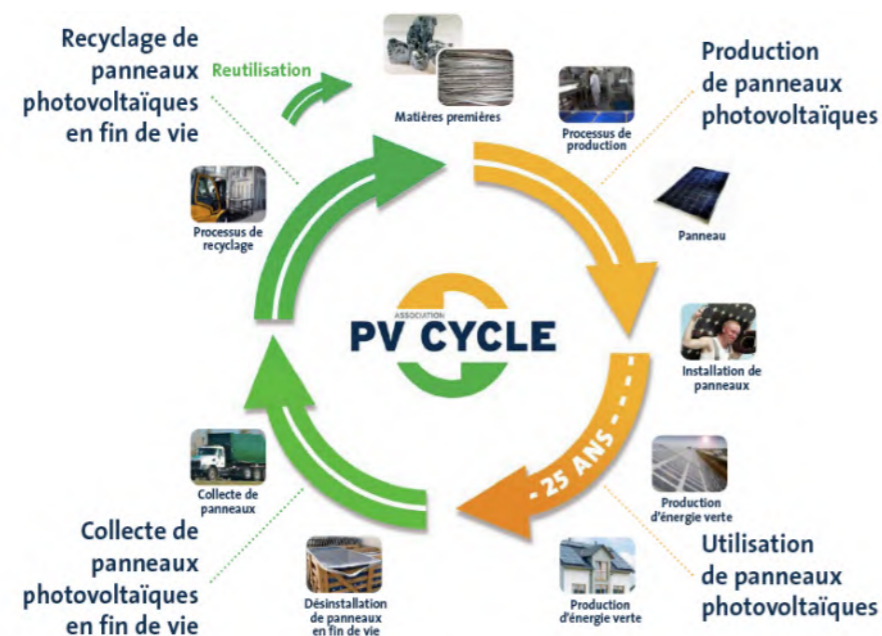 Recyclage de
panneaux
photovoltaïques
en fin de vie
Reutilisation
Matières premières
Processus de
production
Production
de panneaux
photovoltaïques
Processus de
recyclage
Panneau
ASSOCIATION
PV CYCLE
Installation de
panneaux
- 25 ANS -
Collecte de
panneaux
Production
d'énergie verte
Collecte de
panneaux
photovoltaïques
en fin de vie
Désinstallation
de panneaux
en fin de vie
Production
d'énergie verte
Utilisation
de panneaux
photovoltaïques